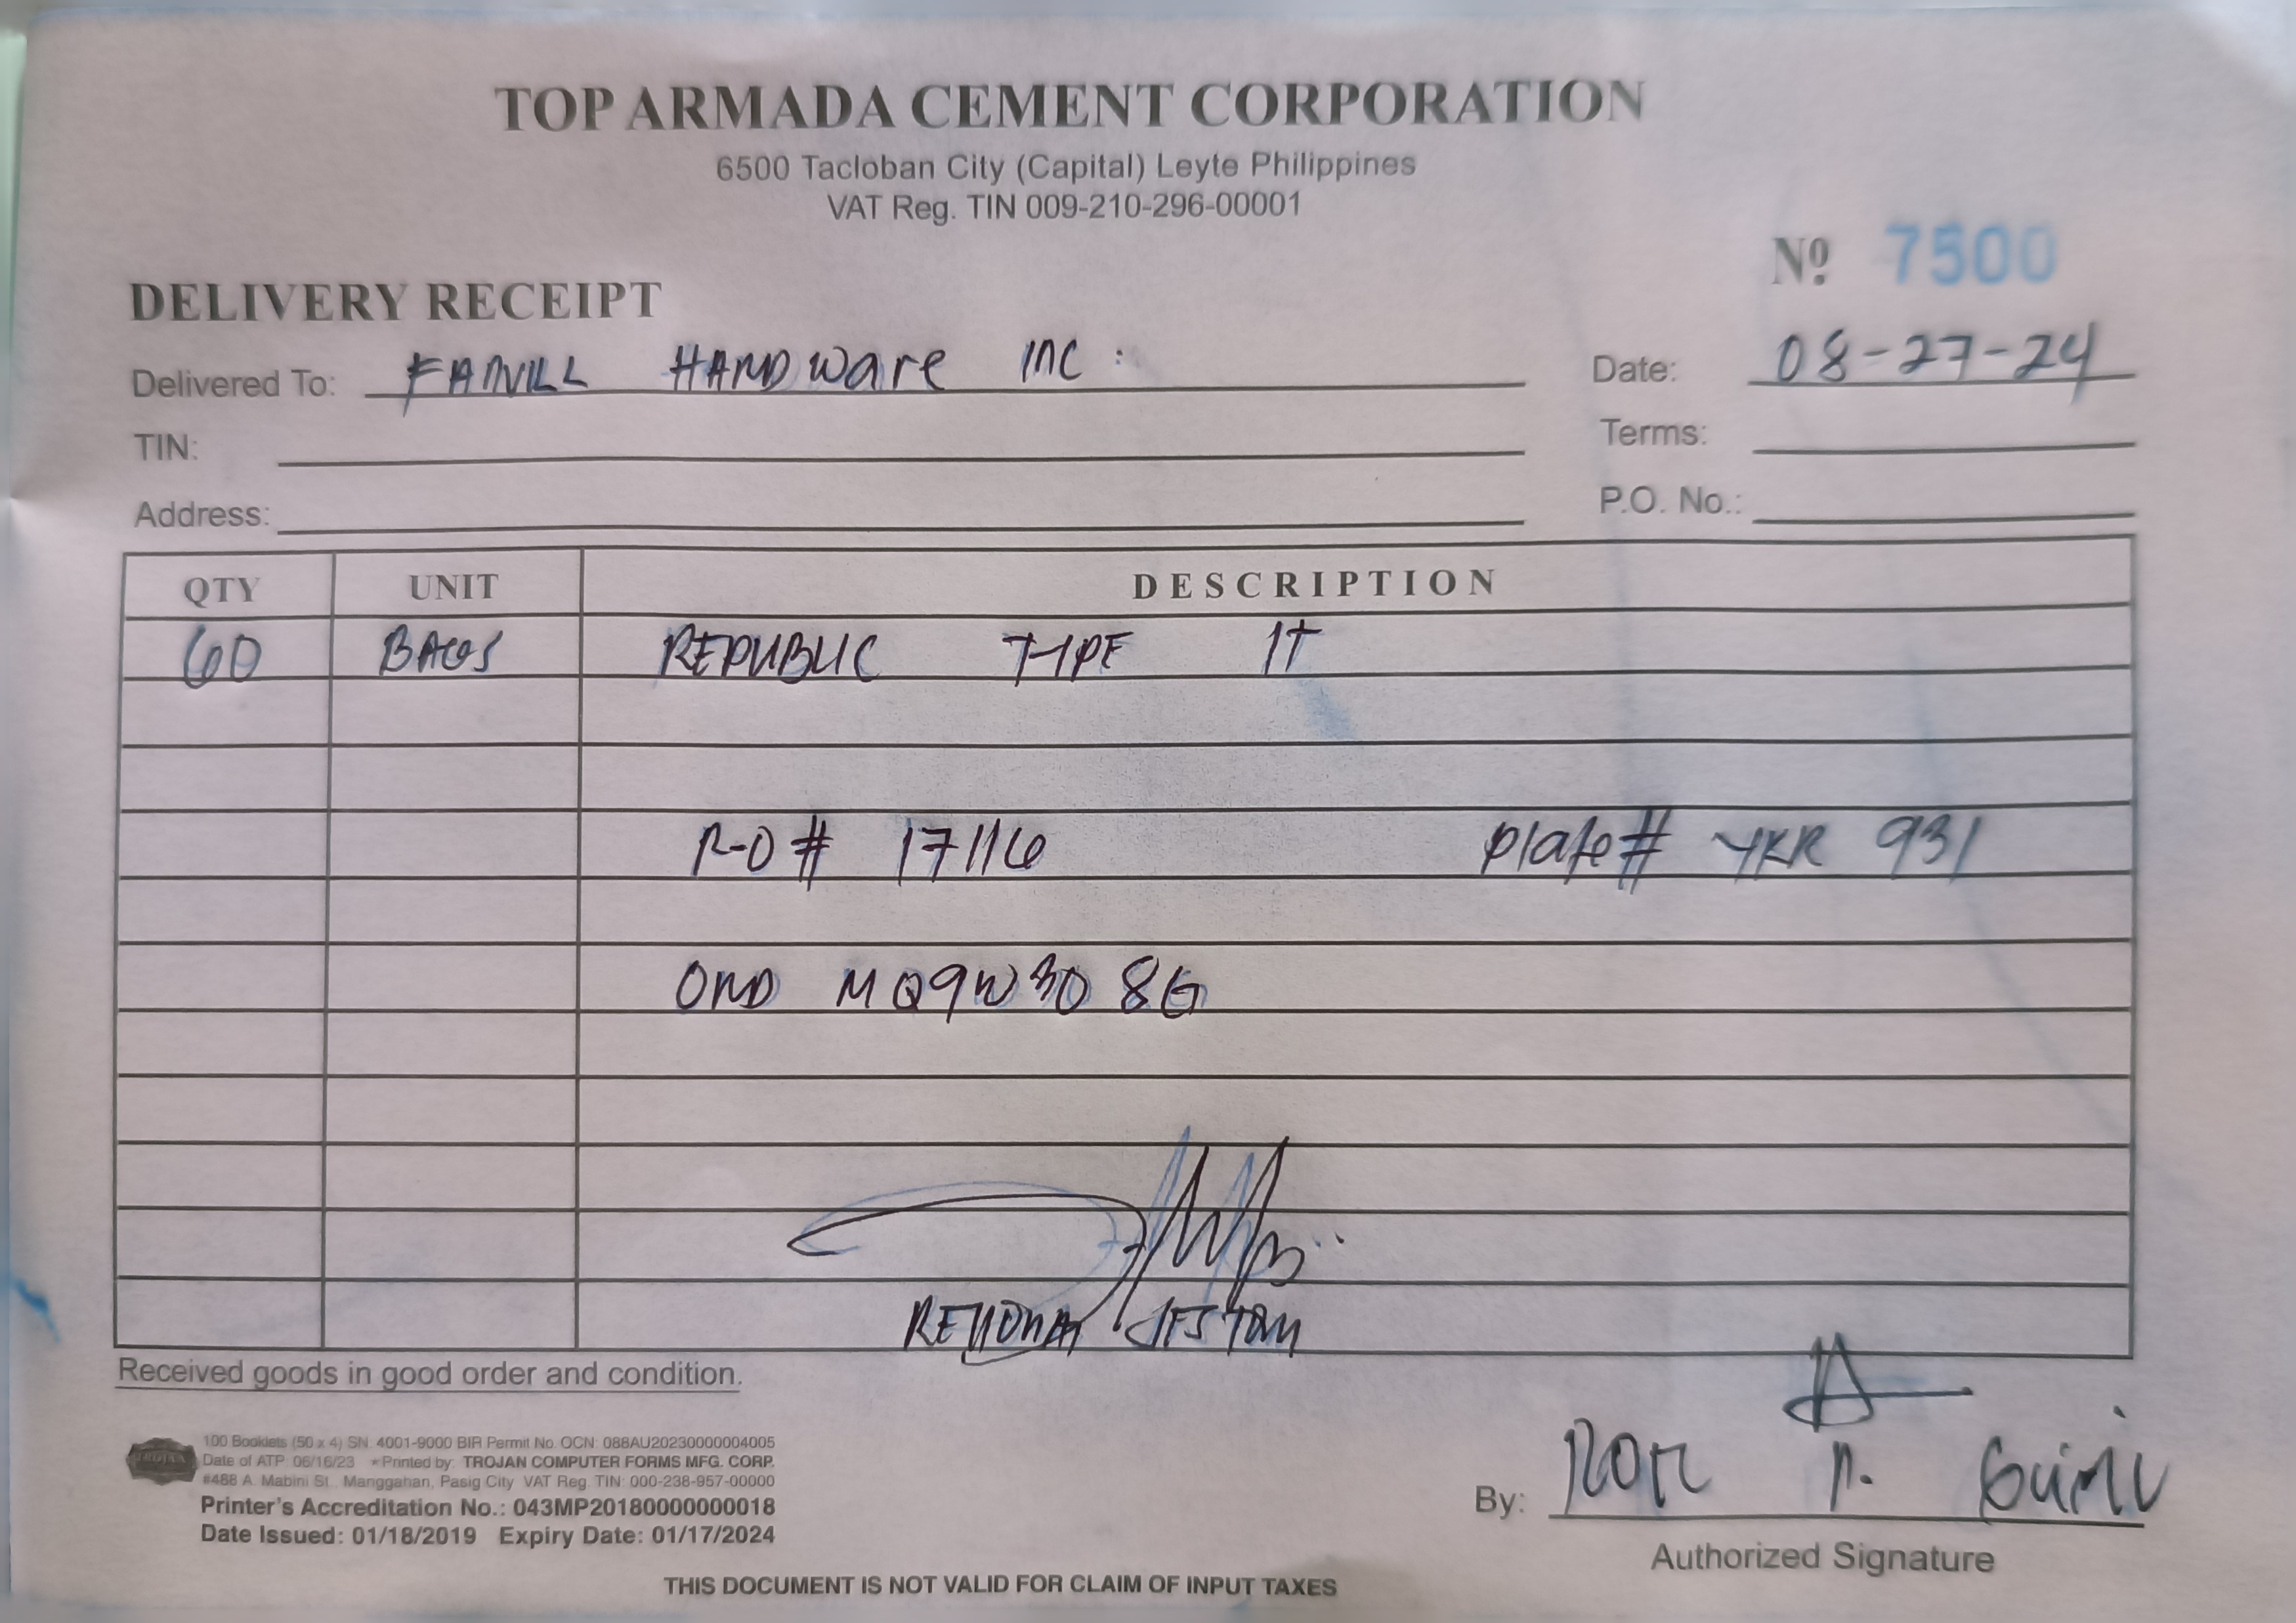 TOP ARMADA CEMENT CORPORATION
6500 Tacloban City (Capital) Leyte Philippines
VAT Reg. TIN 009-210-296-00001
Nº 7500
DELIVERY RECEIPT
Delivered To: FANVILL HARDware INC : Date: 08-27-24
TIN: Terms:
Address: P.O. No.:
QTY UNIT DESCRIPTION
60 BAGS REPUBLIC TYPE 1T
R-O # 17116 plate# YKR 931
MQ9W30 8G
Received goods in good order and condition.
TROJAN
100 Booklets (50 x 4) SN: 4001-9000 BIR Permit No. OCN: 088AU20230000004005
Date of ATP: 06/16/23 *Printed by: TROJAN COMPUTER FORMS MFG. CORP.
#488 A. Mabini St., Manggahan, Pasig City VAT Reg. TIN: 000-238-957-00000
Printer's Accreditation No.: 043MP20180000000018
Date Issued: 01/18/2019 Expiry Date: 01/17/2024
By:
Authorized Signature
THIS DOCUMENT IS NOT VALID FOR CLAIM OF INPUT TAXES